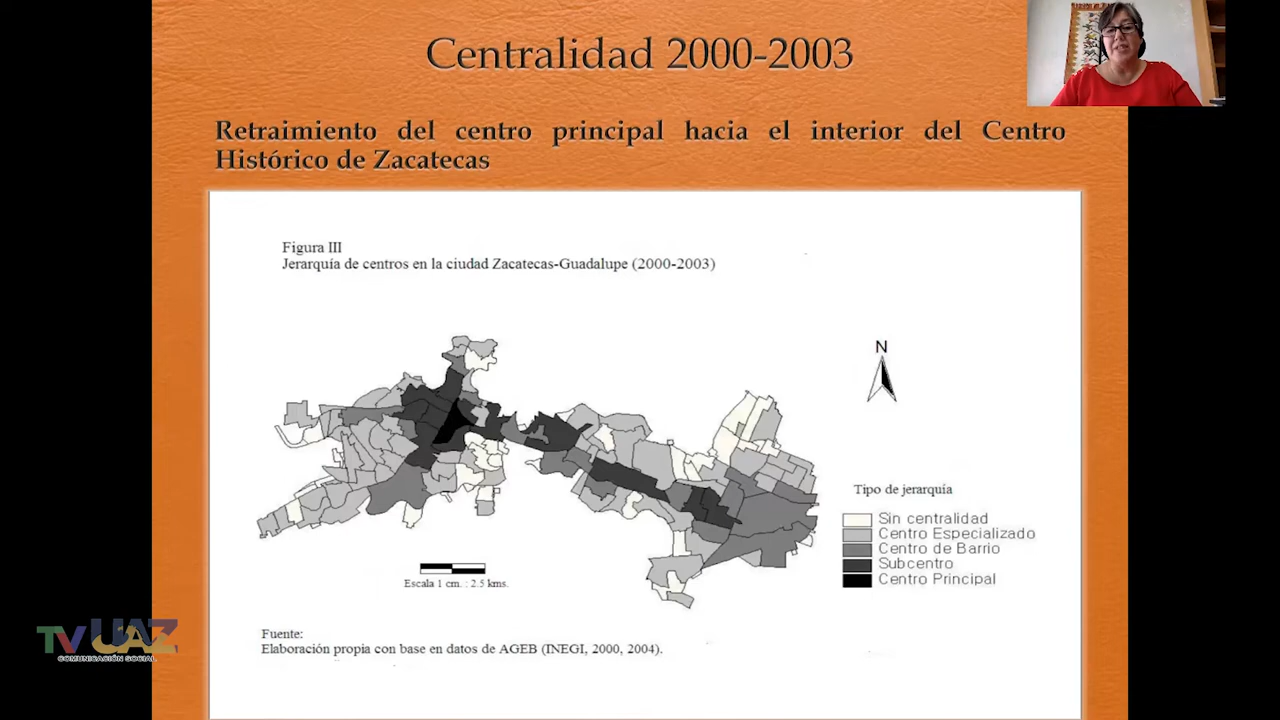 Centralidad 2000-2003
Retraimiento del centro principal hacia el interior del Centro
Histórico de Zacatecas
Figura III
Jerarquía de centros en la ciudad Zacatecas-Guadalupe (2000-2003)
N
Tipo de jerarquía
Sin centralidad
Centro Especializado
Centro de Barrio
Subcentro
Centro Principal
Escala 1 cm. : 2.5 kms.
Fuente:
Elaboración propia con base en datos de AGEB (INEGI, 2000, 2004).
TV UAZ
COMUNICACIÓN SOCIAL